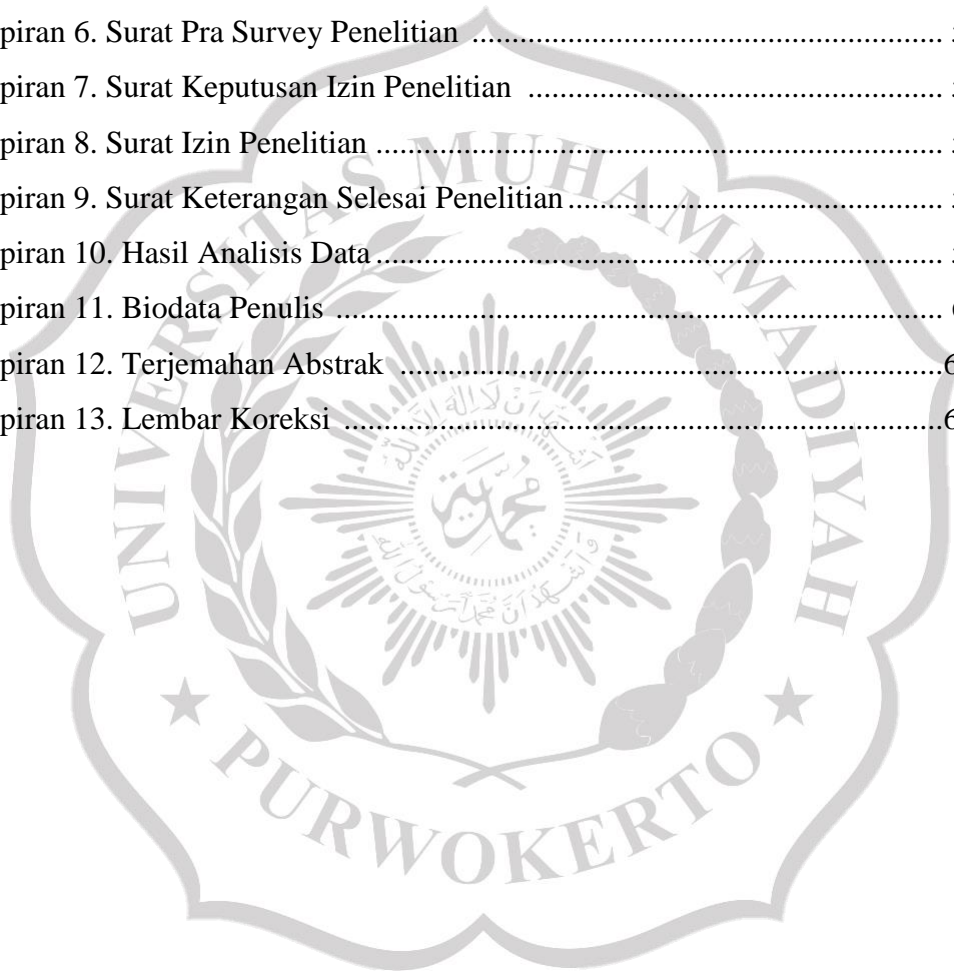 piran 6. Surat Pra Survey Penelitian ..........................................................
piran 7. Surat Keputusan Izin Penelitian ...................................................
piran 8. Surat Izin Penelitian ......................................................................
piran 9. Surat Keterangan Selesai Penelitian ..............................................
piran 10. Hasil Analisis Data ......................................................................
piran 11. Biodata Penulis ...........................................................................
piran 12. Terjemahan Abstrak ...................................................................6
piran 13. Lembar Koreksi ..........................................................................6
UNIVERSITAS MUHAMMADIYAH
PURWOKERTO